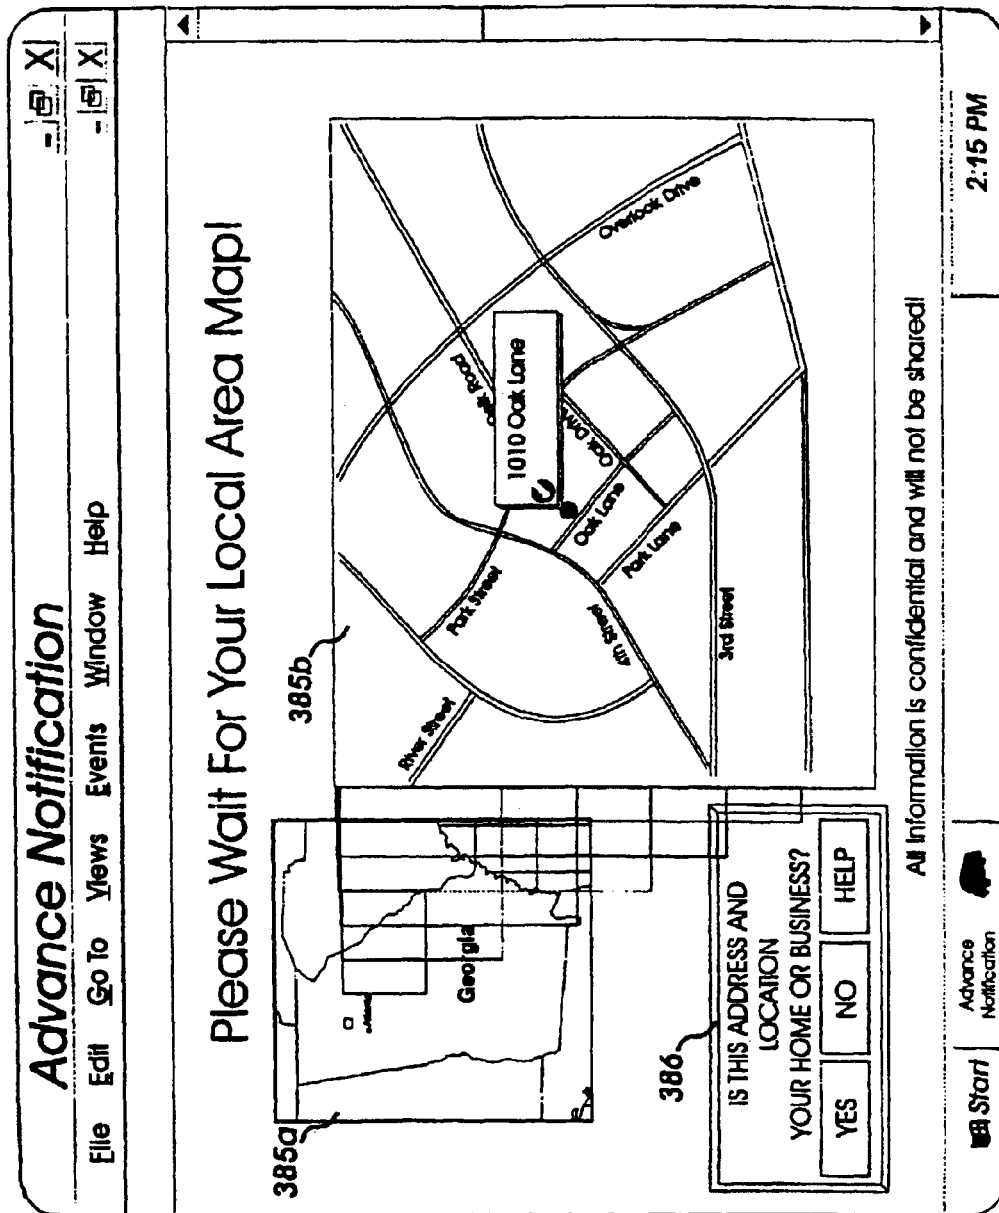 Advance Notification
File Edit Go To Views Events Window Help
Please Wait For Your Local Area Map!
385a
385b
Georgia
River Street
Park Street
4th Street
3rd Street
Oak Lane
Park Lane
Oak Drive
Road
1010 Oak Lane
Overlook Drive
386
IS THIS ADDRESS AND
LOCATION
YOUR HOME OR BUSINESS?
YES NO HELP
All information is confidential and will not be shared!
Start
Advance
Notification
2:15 PM